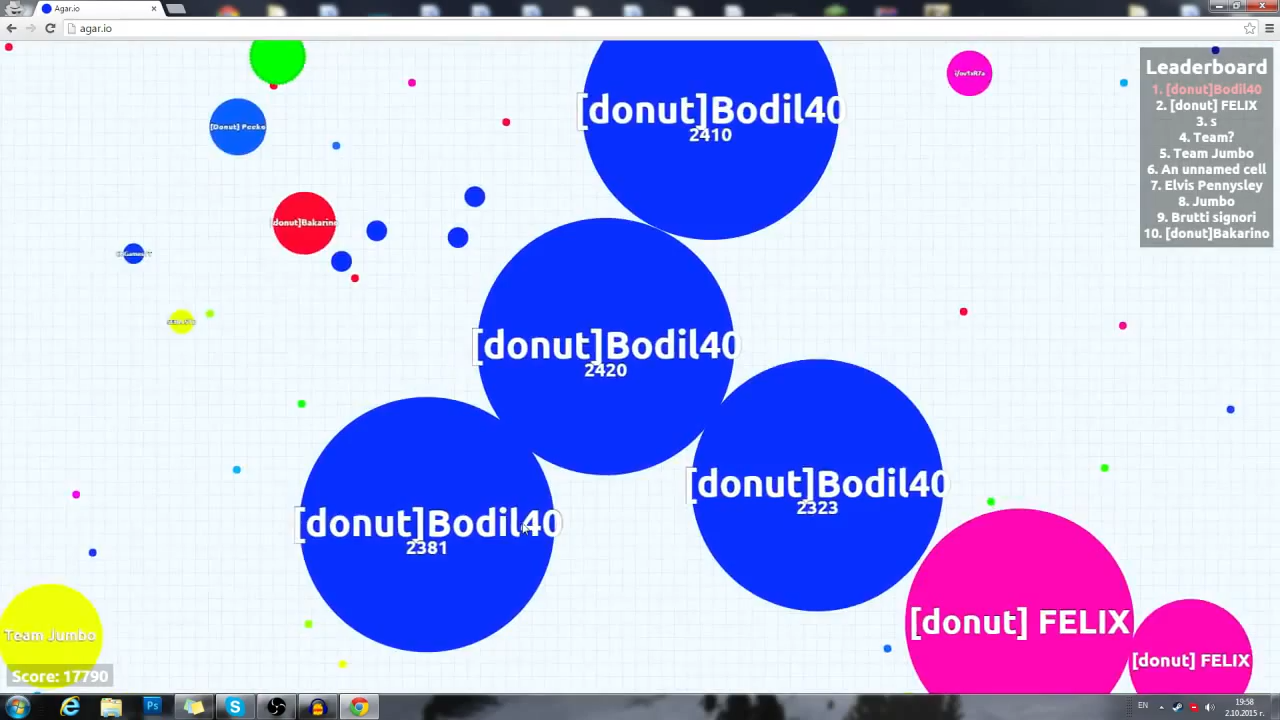 Agar.io
agar.io
Leaderboard
1. [donut]Bodil40
2. [donut] FELIX
3. s
4. Team?
5. Team Jumbo
6. An unnamed cell
7. Elvis Pennysley
8. Jumbo
9. Brutti signori
10. [donut]Bakarino
[donut]Bodil40
2410
[donut]Bakarino
[donut]Bodil40
2420
[donut]Bodil40
2323
[donut]Bodil40
2381
[donut] FELIX
[donut] FELIX
Team Jumbo
Score: 17790
EN
19:58
2.10.2015 г.